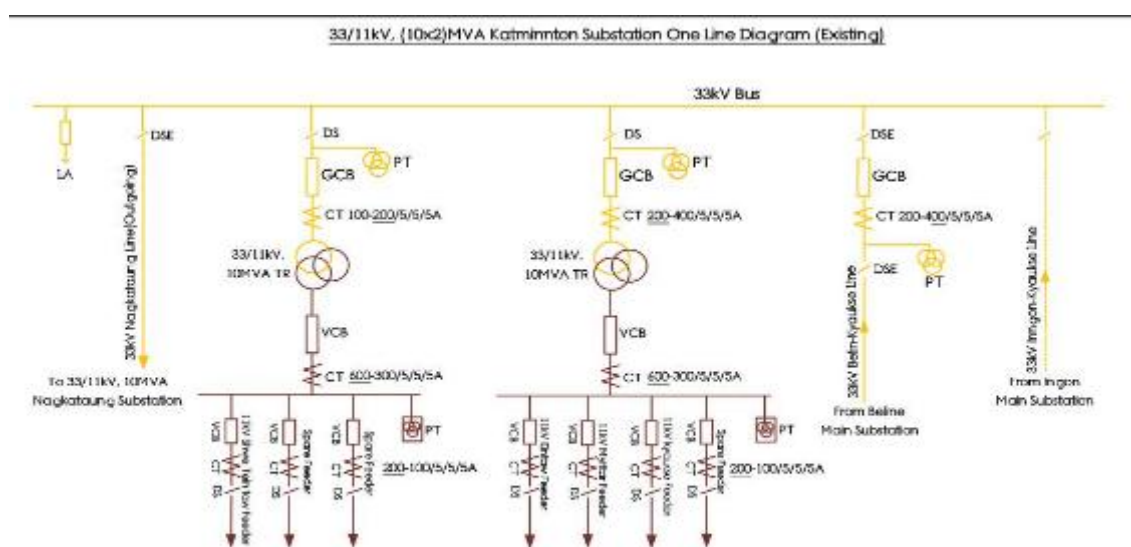 33/11kV, (10x2)MVA Katminnton Substation One Line Diagram (Existing)
33kV Bus
LA
DSE
33kV Nagkataung Line(Outgoing)
To 33/11kV, 10MVA
Nagkataung Substation
DS
PT
GCB
CT 100-200/5/5/5A
33/11kV,
10MVA TR
VCB
CT 600-300/5/5/5A
PT
VCB
CT
DS
VCB
CT
DS
Spare Feeder
VCB
CT
DS
Spare Feeder
200-100/5/5/5A
DS
PT
GCB
CT 200-400/5/5/5A
33/11kV,
10MVA TR
VCB
CT 600-300/5/5/5A
PT
VCB
CT
DS
VCB
CT
DS
VCB
CT
DS
VCB
CT
DS
Spare Feeder
200-100/5/5/5A
DSE
GCB
CT 200-400/5/5/5A
DSE
PT
33kV Belin-Kyaukse Line
From Beline
Main Substation
33kV Inngon-Kyaukse Line
From Ingon
Main Substation